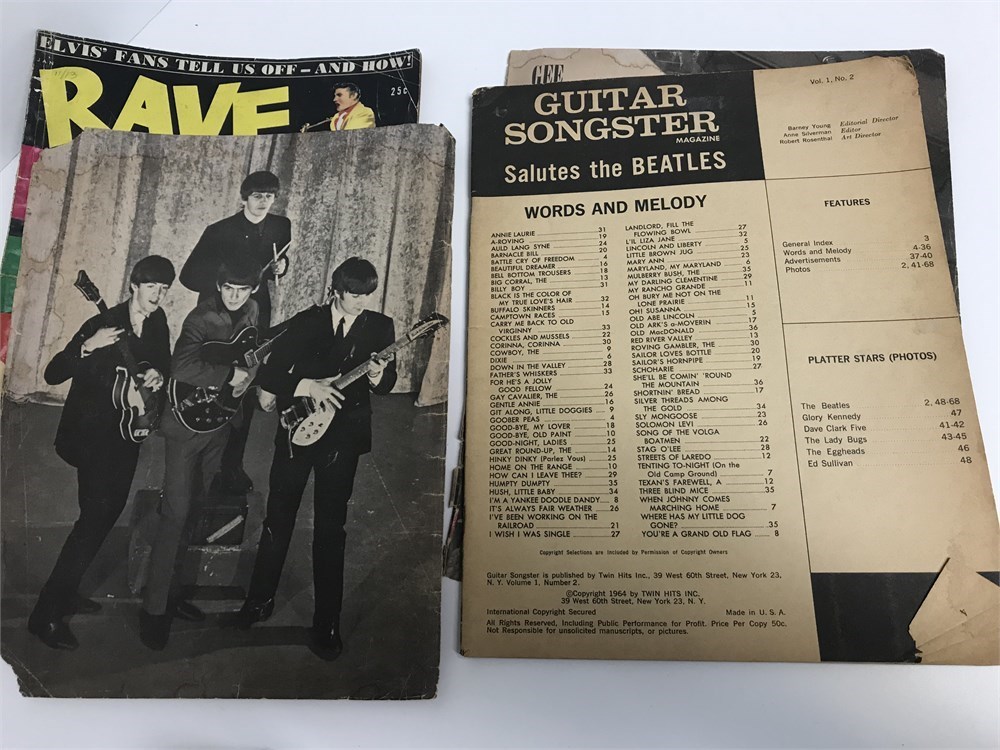 ELVIS' FANS TELL US OFF—AND HOW!
RAVE
25¢
GEE
GUITAR
SONGSTER
MAGAZINE
Salutes the BEATLES
Vol. 1, No. 2
Barney Young Editorial Director
Anne Silverman Editor
Robert Rosenthal Art Director
WORDS AND MELODY
ANNIE LAURIE 31
A-ROVING 19
AULD LANG SYNE 24
BARNACLE BILL 20
BATTLE CRY OF FREEDOM 4
BEAUTIFUL DREAMER 16
BELL BOTTOM TROUSERS 18
BIG CORRAL, THE 13
BILLY BOY 31
BLACK IS THE COLOR OF
MY TRUE LOVE'S HAIR 32
BUFFALO SKINNERS 14
CAMPTOWN RACES 15
CARRY ME BACK TO OLD
VIRGINNY 33
COCKLES AND MUSSELS 22
CORINNA, CORINNA 30
COWBOY, THE 9
DIXIE 6
DOWN IN THE VALLEY 28
FATHER'S WHISKERS 33
FOR HE'S A JOLLY
GOOD FELLOW 24
GAY CAVALIER, THE 26
GENTLE ANNIE 16
GIT ALONG, LITTLE DOGGIES 9
GOOBER PEAS 4
GOOD-BYE, MY LOVER 18
GOOD-BYE, OLD PAINT 10
GOOD-NIGHT, LADIES 25
GREAT ROUND-UP, THE 14
HINKY DINKY (Parlez Vous) 25
HOME ON THE RANGE 10
HOW CAN I LEAVE THEE? 29
HUMPTY DUMPTY 35
HUSH, LITTLE BABY 34
I'M A YANKEE DOODLE DANDY 8
IT'S ALWAYS FAIR WEATHER 26
I'VE BEEN WORKING ON THE
RAILROAD 21
I WISH I WAS SINGLE 27
LANDLORD, FILL THE
FLOWING BOWL 27
L'IL LIZA JANE 32
LINCOLN AND LIBERTY 5
LITTLE BROWN JUG 25
MARY ANN 23
MARYLAND, MY MARYLAND 6
MULBERRY BUSH, THE 35
MY DARLING CLEMENTINE 29
MY RANCHO GRANDE 11
OH BURY ME NOT ON THE
LONE PRAIRIE 11
OH! SUSANNA 15
OLD ABE LINCOLN 5
OLD ARK'S a-MOVERIN 17
OLD MacDONALD 36
RED RIVER VALLEY 13
ROVING GAMBLER, THE 30
SAILOR LOVES BOTTLE 20
SAILOR'S HORNPIPE 19
SCHOHARIE 27
SHE'LL BE COMIN' 'ROUND
THE MOUNTAIN 36
SHORTNIN' BREAD 17
SILVER THREADS AMONG
THE GOLD 34
SLY MONGOOSE 23
SOLOMON LEVI 26
SONG OF THE VOLGA
BOATMEN 22
STAG O'LEE 28
STREETS OF LAREDO 12
TENTING TO-NIGHT (On the
Old Camp Ground) 7
TEXAN'S FAREWELL, A 12
THREE BLIND MICE 35
WHEN JOHNNY COMES
MARCHING HOME 7
WHERE HAS MY LITTLE DOG
GONE? 35
YOU'RE A GRAND OLD FLAG 8
Copyright Selections are Included by Permission of Copyright Owners
Guitar Songster is published by Twin Hits Inc., 39 West 60th Street, New York 23,
N. Y. Volume 1, Number 2.
©Copyright 1964 by TWIN HITS INC.
39 West 60th Street, New York 23, N. Y.
International Copyright Secured Made in U. S. A.
All Rights Reserved, Including Public Performance for Profit. Price Per Copy 50c.
Not Responsible for unsolicited manuscripts, or pictures.
FEATURES
General Index 3
Words and Melody 4-36
Advertisements 37-40
Photos 2, 41-68
PLATTER STARS (PHOTOS)
The Beatles 2, 48-68
Glory Kennedy 47
Dave Clark Five 41-42
The Lady Bugs 43-45
The Eggheads 46
Ed Sullivan 48